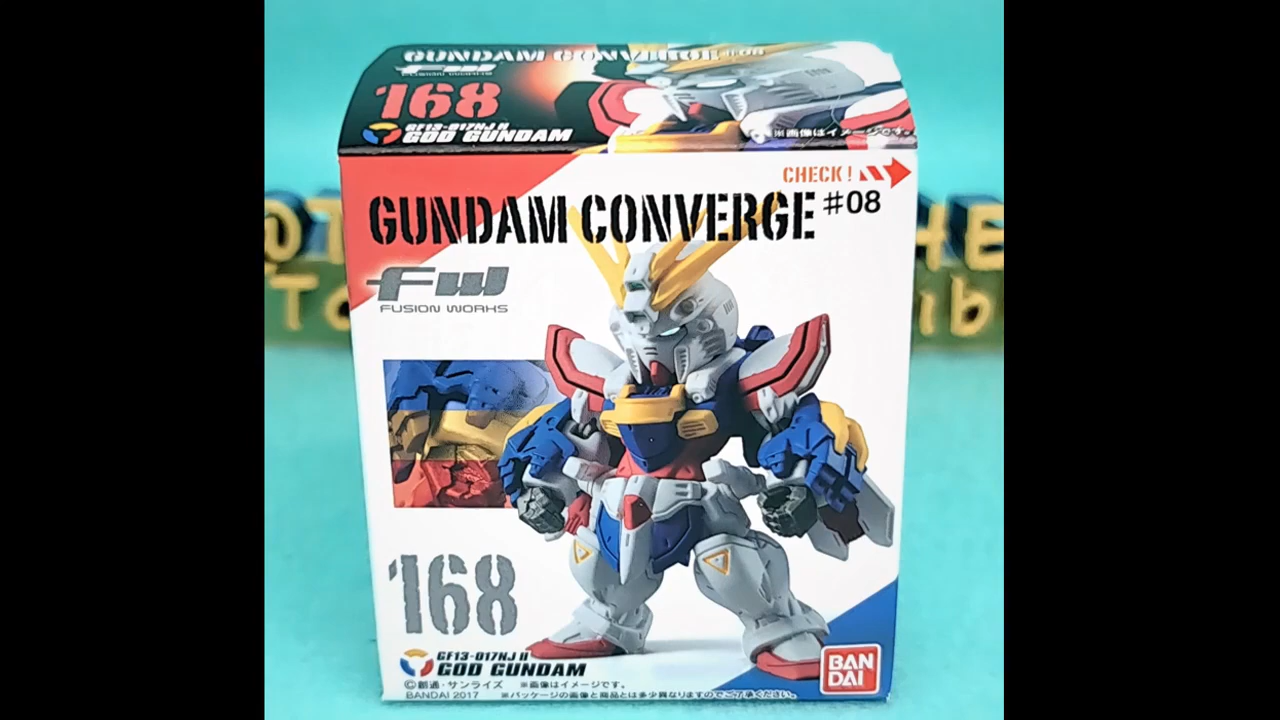 GUNDAM CONVERGE #08
FW
168
GF13-017NJ II
GOD GUNDAM
※画像はイメージです。
CHECK!
GUNDAM CONVERGE #08
FW
FUSION WORKS
168
GF13-017NJ II
GOD GUNDAM
©創通・サンライズ ※画像はイメージです。
BANDAI 2017 ※パッケージの画像と商品とは多少異なりますのでご了承ください。
BAN
DAI